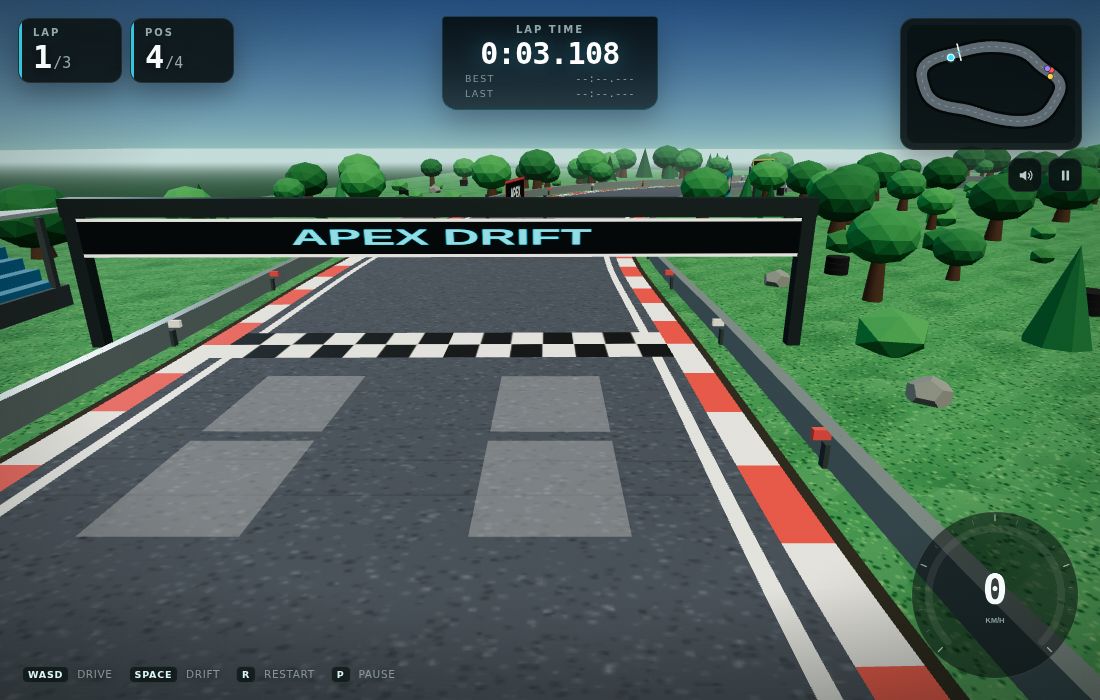 LAP
1/3
POS
4/4
LAP TIME
0:03.108
BEST --:--.---
LAST --:--.---
APEX DRIFT
0
KM/H
WASD DRIVE SPACE DRIFT R RESTART P PAUSE